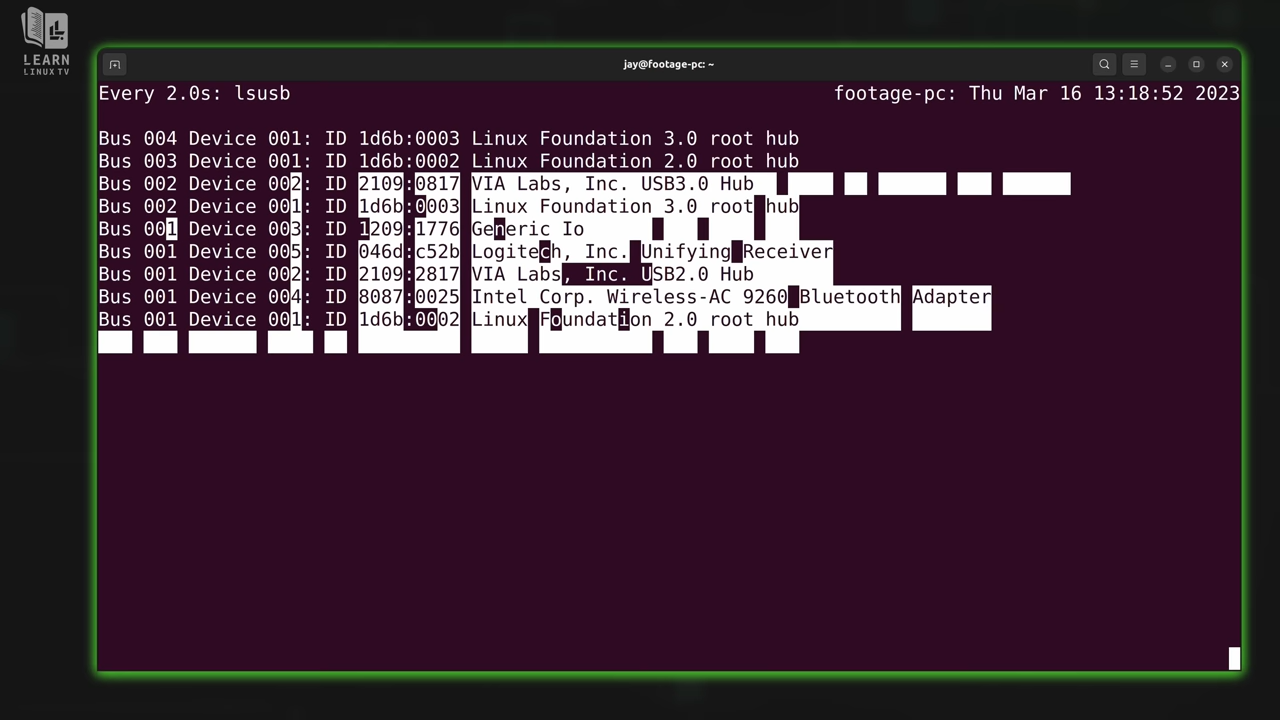 LEARN
LINUX TV
jay@footage-pc: ~
Every 2.0s: lsusb footage-pc: Thu Mar 16 13:18:52 2023
Bus 004 Device 001: ID 1d6b:0003 Linux Foundation 3.0 root hub
Bus 003 Device 001: ID 1d6b:0002 Linux Foundation 2.0 root hub
Bus 002 Device 002: ID 2109:0817 VIA Labs, Inc. USB3.0 Hub
Bus 002 Device 001: ID 1d6b:0003 Linux Foundation 3.0 root hub
Bus 001 Device 003: ID 1209:1776 Generic Io
Bus 001 Device 005: ID 046d:c52b Logitech, Inc. Unifying Receiver
Bus 001 Device 002: ID 2109:2817 VIA Labs, Inc. USB2.0 Hub
Bus 001 Device 004: ID 8087:0025 Intel Corp. Wireless-AC 9260 Bluetooth Adapter
Bus 001 Device 001: ID 1d6b:0002 Linux Foundation 2.0 root hub